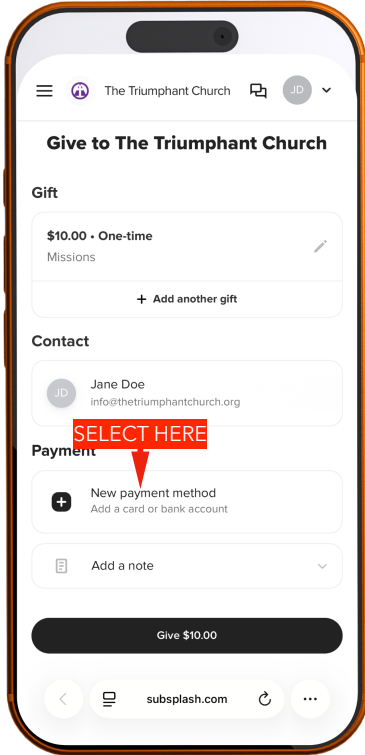 The Triumphant Church
JD
Give to The Triumphant Church
Gift
$10.00 • One-time
Missions
+ Add another gift
Contact
JD
Jane Doe
info@thetriumphantchurch.org
SELECT HERE
Payment
New payment method
Add a card or bank account
Add a note
Give $10.00
subsplash.com